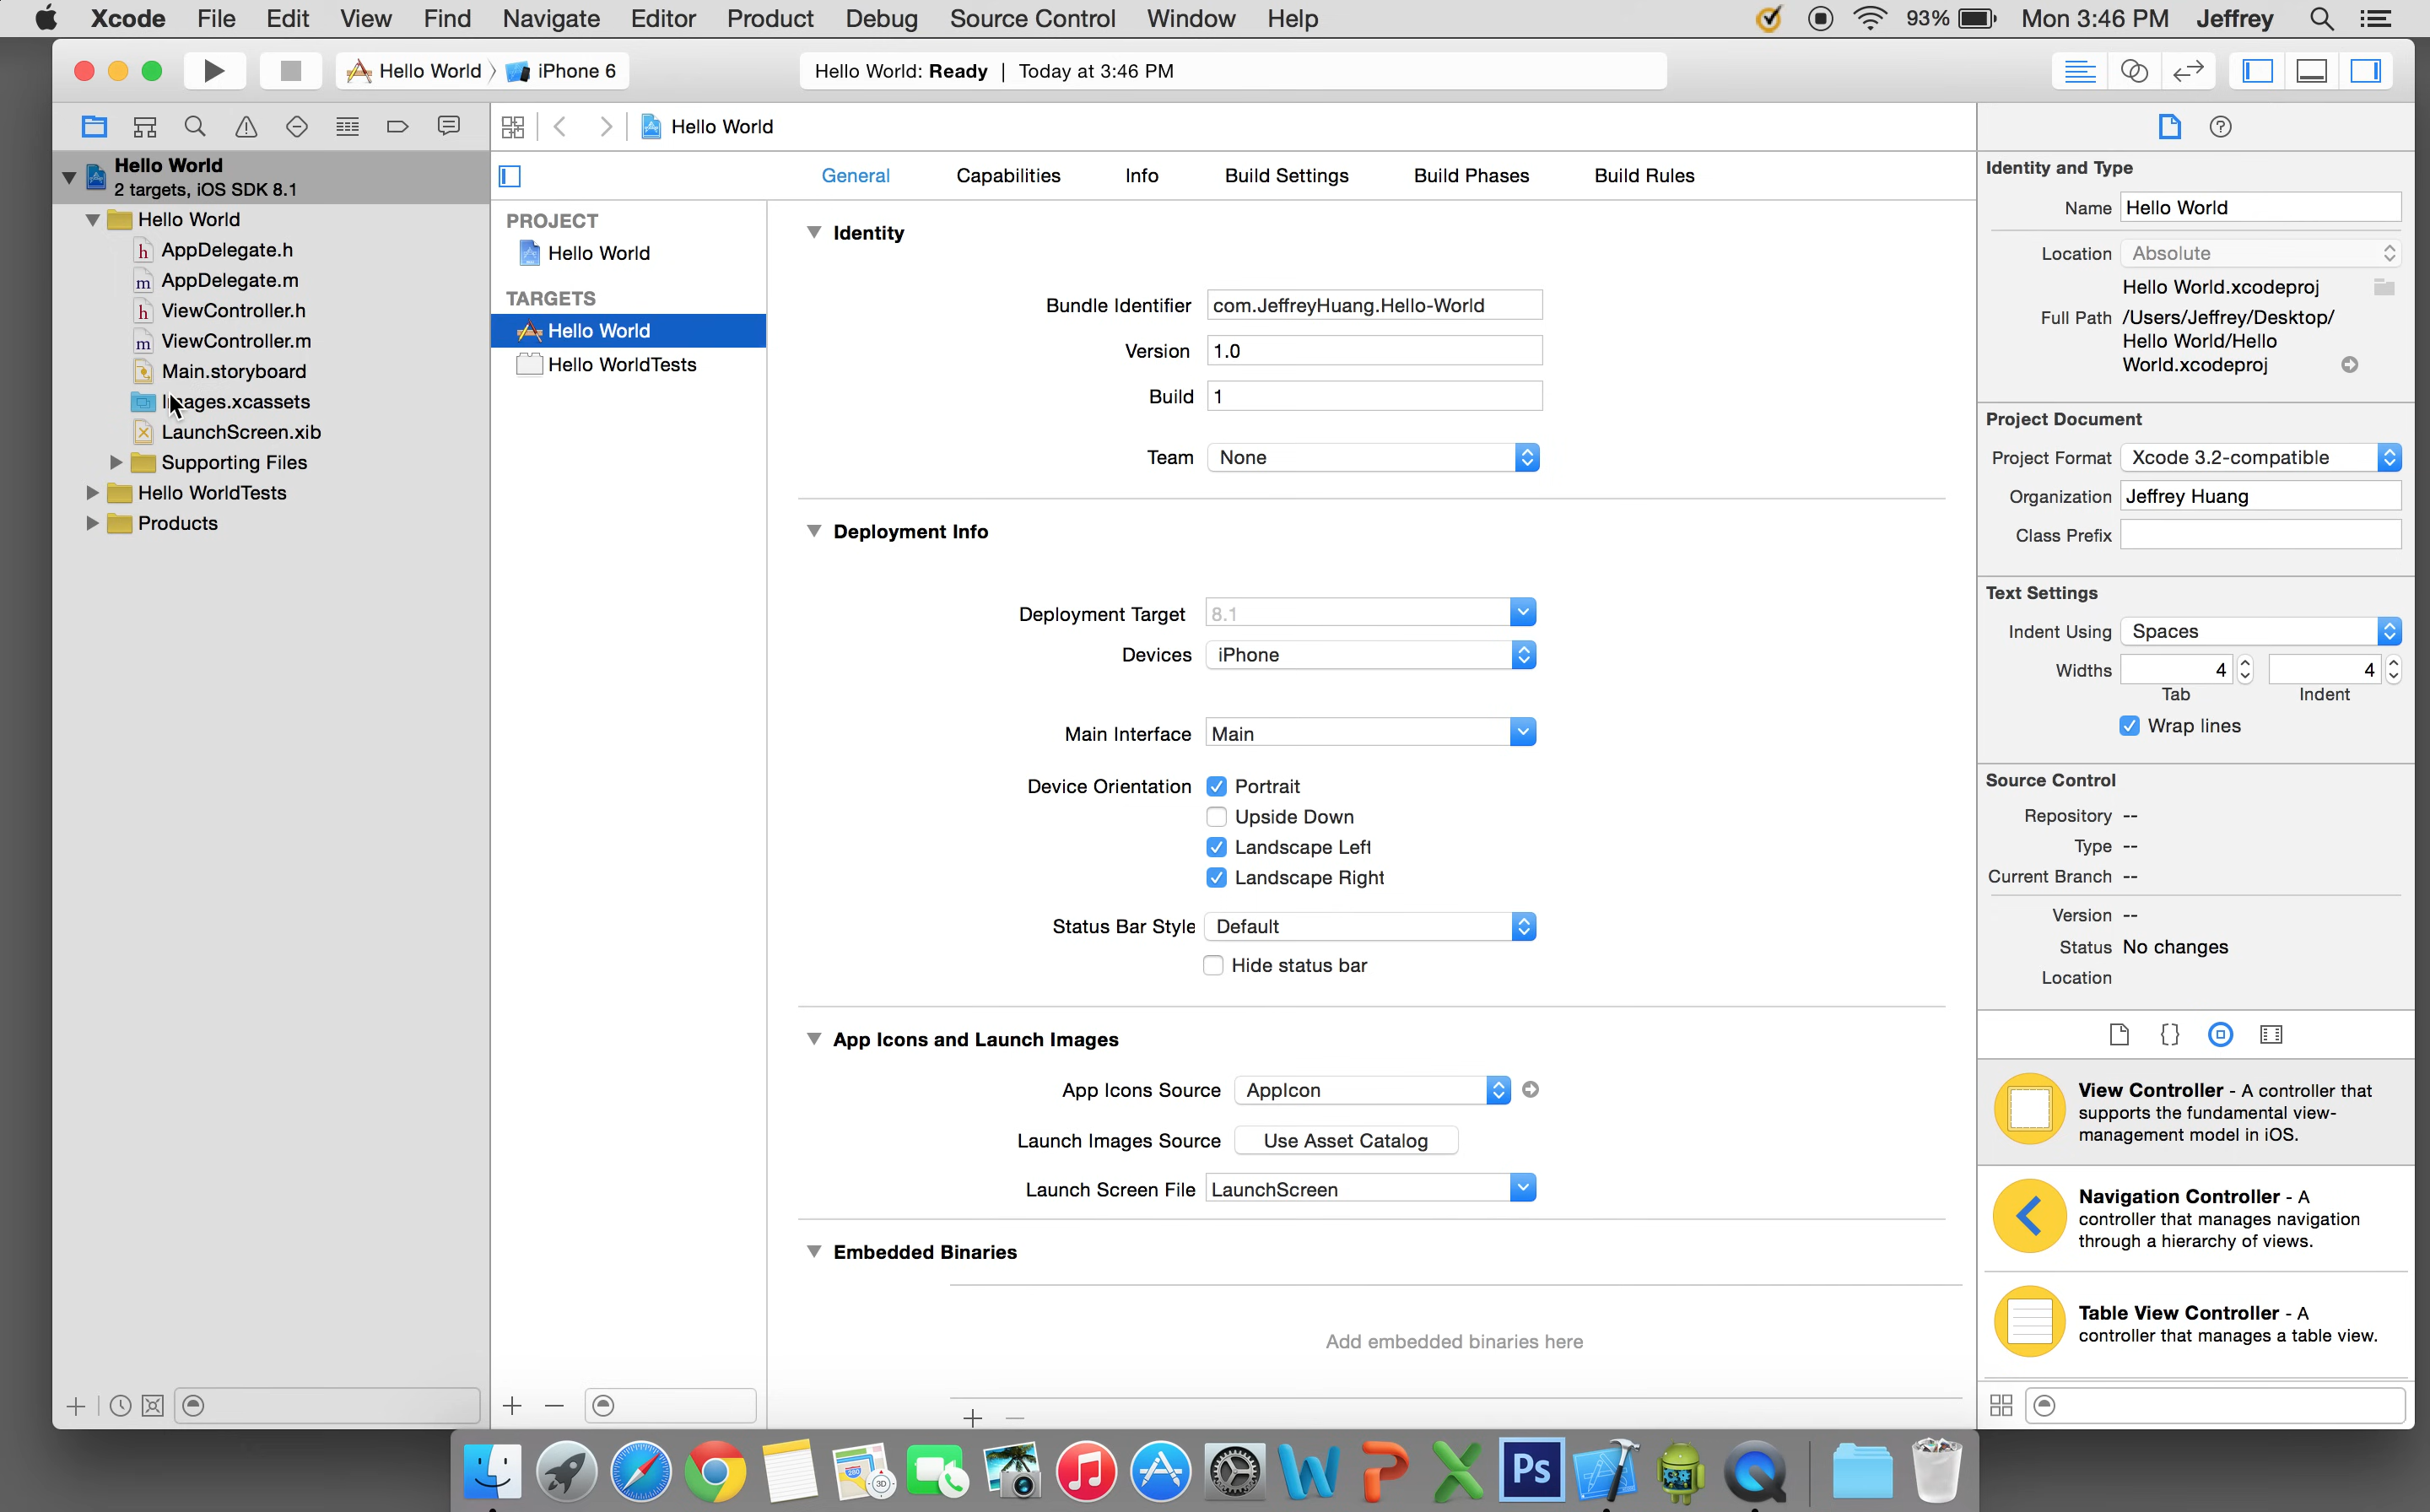 Xcode File Edit View Find Navigate Editor Product Debug Source Control Window Help 93% Mon 3:46 PM Jeffrey
Hello World iPhone 6 Hello World: Ready | Today at 3:46 PM
Hello World
Hello World
2 targets, iOS SDK 8.1
Hello World
AppDelegate.h
AppDelegate.m
ViewController.h
ViewController.m
Main.storyboard
Images.xcassets
LaunchScreen.xib
Supporting Files
Hello WorldTests
Products
General Capabilities Info Build Settings Build Phases Build Rules
PROJECT
Hello World
TARGETS
Hello World
Hello WorldTests
Identity
Bundle Identifier com.JeffreyHuang.Hello-World
Version 1.0
Build 1
Team None
Deployment Info
Deployment Target 8.1
Devices iPhone
Main Interface Main
Device Orientation Portrait
Upside Down
Landscape Left
Landscape Right
Status Bar Style Default
Hide status bar
App Icons and Launch Images
App Icons Source AppIcon
Launch Images Source Use Asset Catalog
Launch Screen File LaunchScreen
Embedded Binaries
Add embedded binaries here
Identity and Type
Name Hello World
Location Absolute
Hello World.xcodeproj
Full Path /Users/Jeffrey/Desktop/
Hello World/Hello
World.xcodeproj
Project Document
Project Format Xcode 3.2-compatible
Organization Jeffrey Huang
Class Prefix
Text Settings
Indent Using Spaces
Widths 4 4
Tab Indent
Wrap lines
Source Control
Repository --
Type --
Current Branch --
Version --
Status No changes
Location
View Controller - A controller that
supports the fundamental view-
management model in iOS.
Navigation Controller - A
controller that manages navigation
through a hierarchy of views.
Table View Controller - A
controller that manages a table view.
Ps